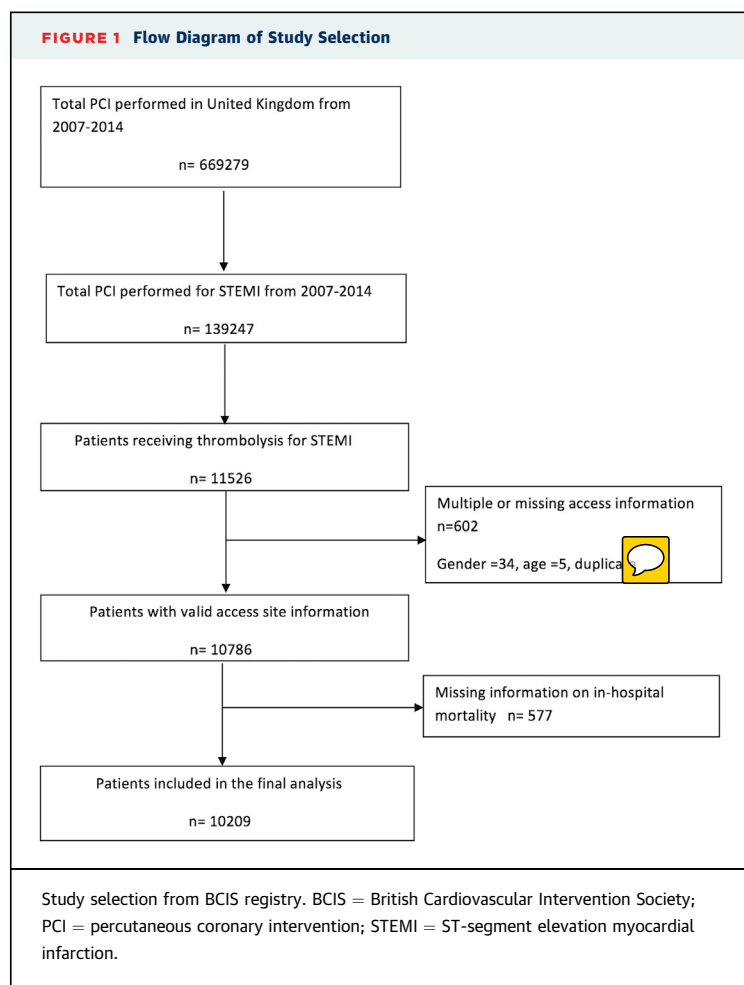 FIGURE 1 Flow Diagram of Study Selection
Total PCI performed in United Kingdom from
2007-2014
n= 669279
Total PCI performed for STEMI from 2007-2014
n= 139247
Patients receiving thrombolysis for STEMI
n= 11526
Multiple or missing access information
n=602
Gender =34, age =5,
Patients with valid access site information
n= 10786
Missing information on in-hospital
mortality n= 577
Patients included in the final analysis
n= 10209
Study selection from BCIS registry. BCIS = British Cardiovascular Intervention Society;
PCI = percutaneous coronary intervention; STEMI = ST-segment elevation myocardial
infarction.